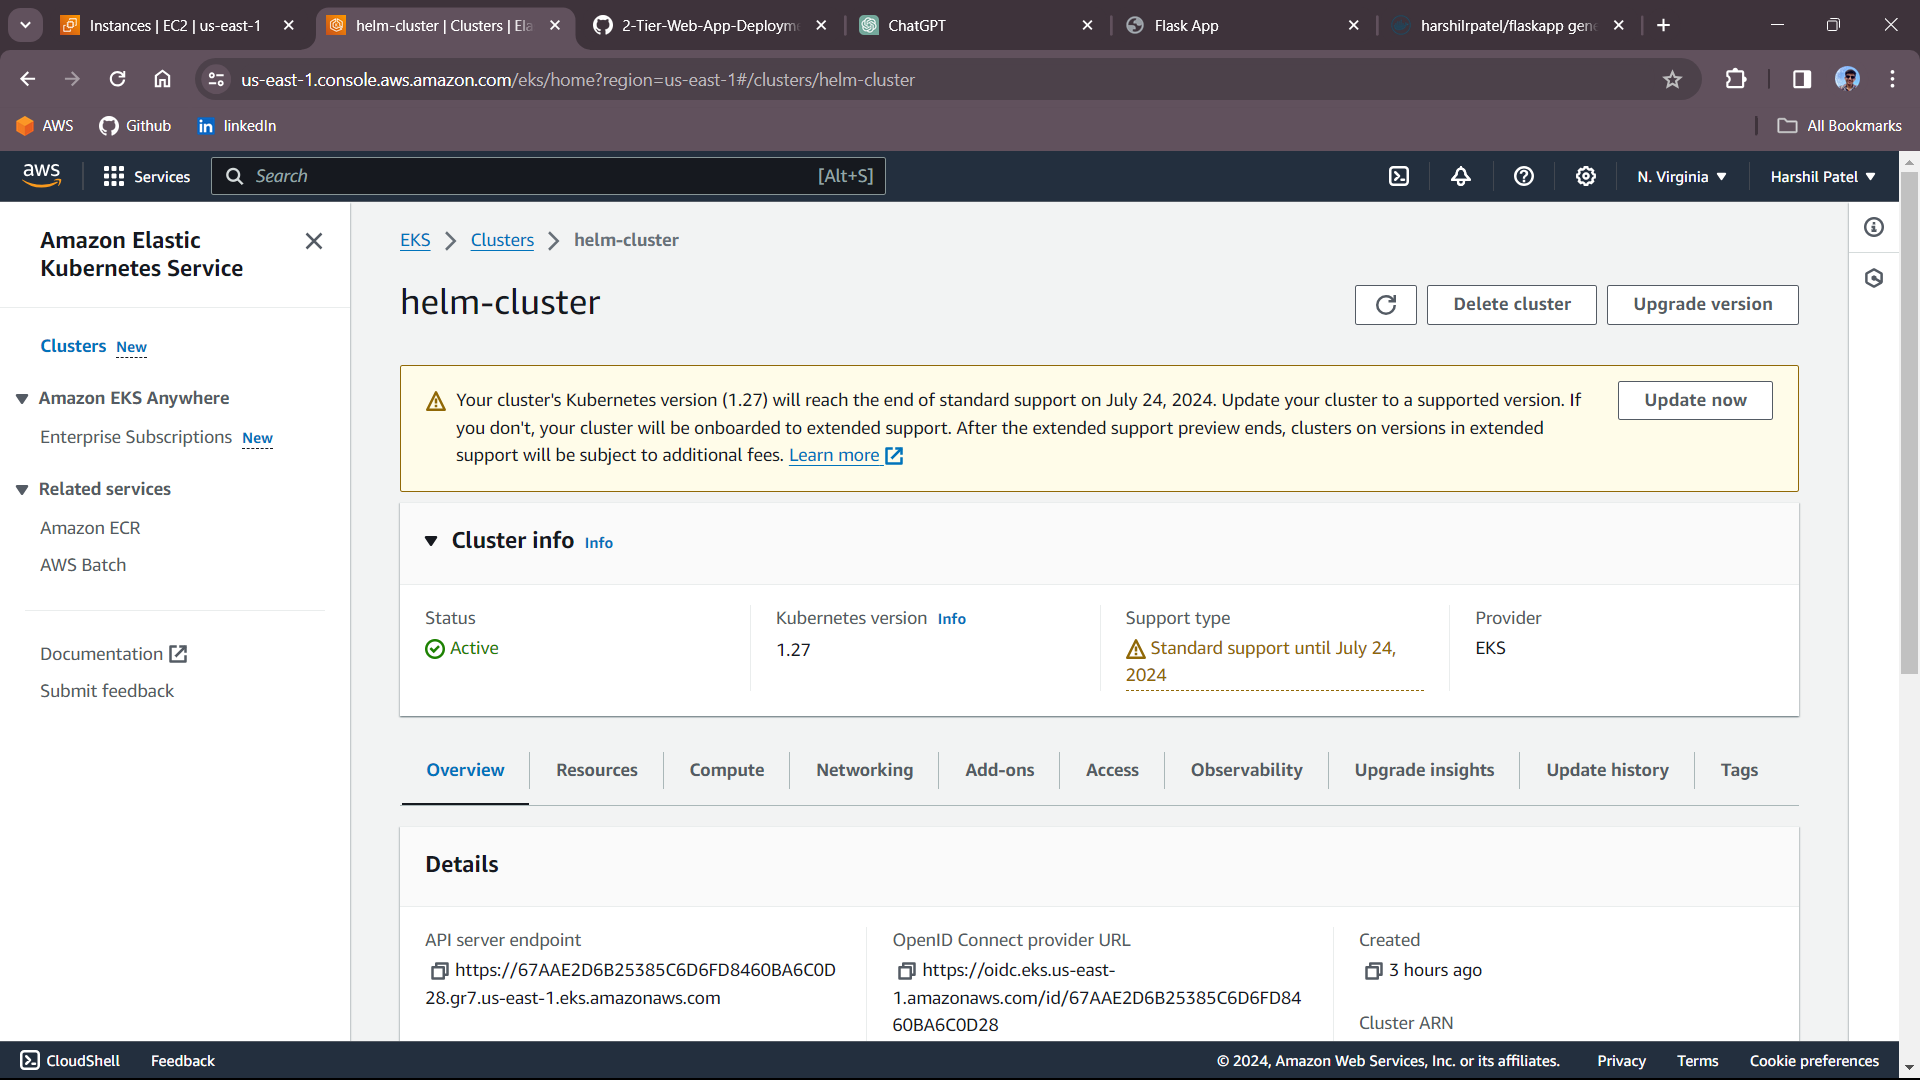 Instances | EC2 | us-east-1
helm-cluster | Clusters | Ela
2-Tier-Web-App-Deployme
ChatGPT
Flask App
harshilrpatel/flaskapp gene
us-east-1.console.aws.amazon.com/eks/home?region=us-east-1#/clusters/helm-cluster
AWS
Github
in linkedIn
All Bookmarks
aws
Services
Search
[Alt+S]
N. Virginia
Harshil Patel
Amazon Elastic
Kubernetes Service
Clusters New
Amazon EKS Anywhere
Enterprise Subscriptions New
Related services
Amazon ECR
AWS Batch
Documentation
Submit feedback
EKS
Clusters
helm-cluster
helm-cluster
Delete cluster
Upgrade version
Your cluster's Kubernetes version (1.27) will reach the end of standard support on July 24, 2024. Update your cluster to a supported version. If
you don't, your cluster will be onboarded to extended support. After the extended support preview ends, clusters on versions in extended
support will be subject to additional fees. Learn more
Update now
Cluster info Info
Status
Active
Kubernetes version Info
1.27
Support type
Standard support until July 24,
2024
Provider
EKS
Overview
Resources
Compute
Networking
Add-ons
Access
Observability
Upgrade insights
Update history
Tags
Details
API server endpoint
https://67AAE2D6B25385C6D6FD8460BA6C0D
28.gr7.us-east-1.eks.amazonaws.com
OpenID Connect provider URL
https://oidc.eks.us-east-
1.amazonaws.com/id/67AAE2D6B25385C6D6FD84
60BA6C0D28
Created
3 hours ago
Cluster ARN
CloudShell
Feedback
© 2024, Amazon Web Services, Inc. or its affiliates.
Privacy
Terms
Cookie preferences